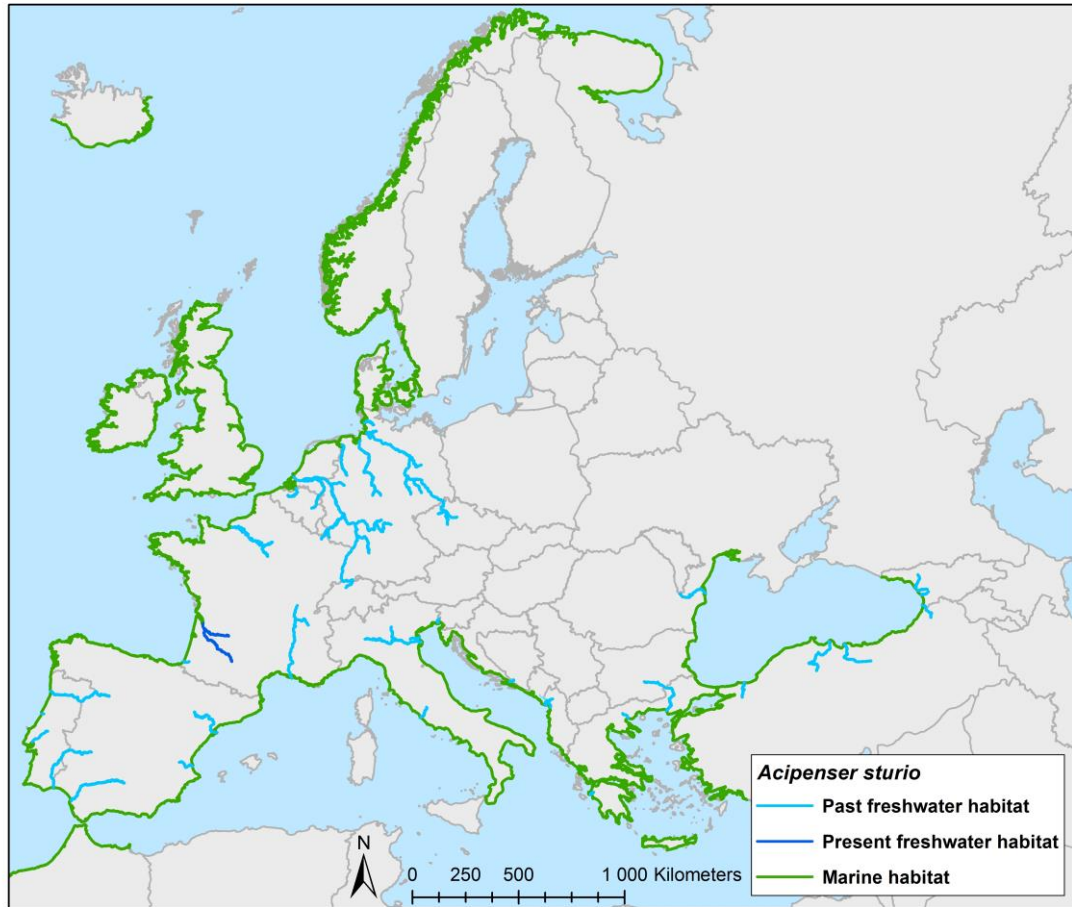 N
0 250 500 1 000 Kilometers
Acipenser sturio
Past freshwater habitat
Present freshwater habitat
Marine habitat